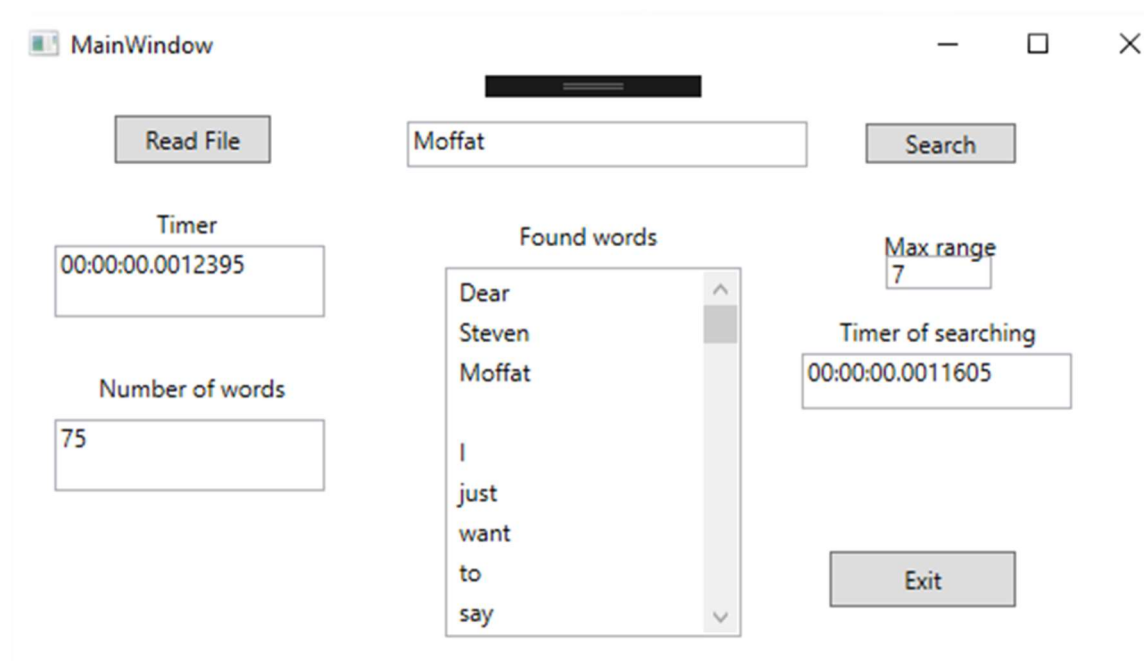 MainWindow
Read File
Moffat
Search
Timer
00:00:00.0012395
Number of words
75
Found words
Dear
Steven
Moffat
I
just
want
to
say
Max range
7
Timer of searching
00:00:00.0011605
Exit